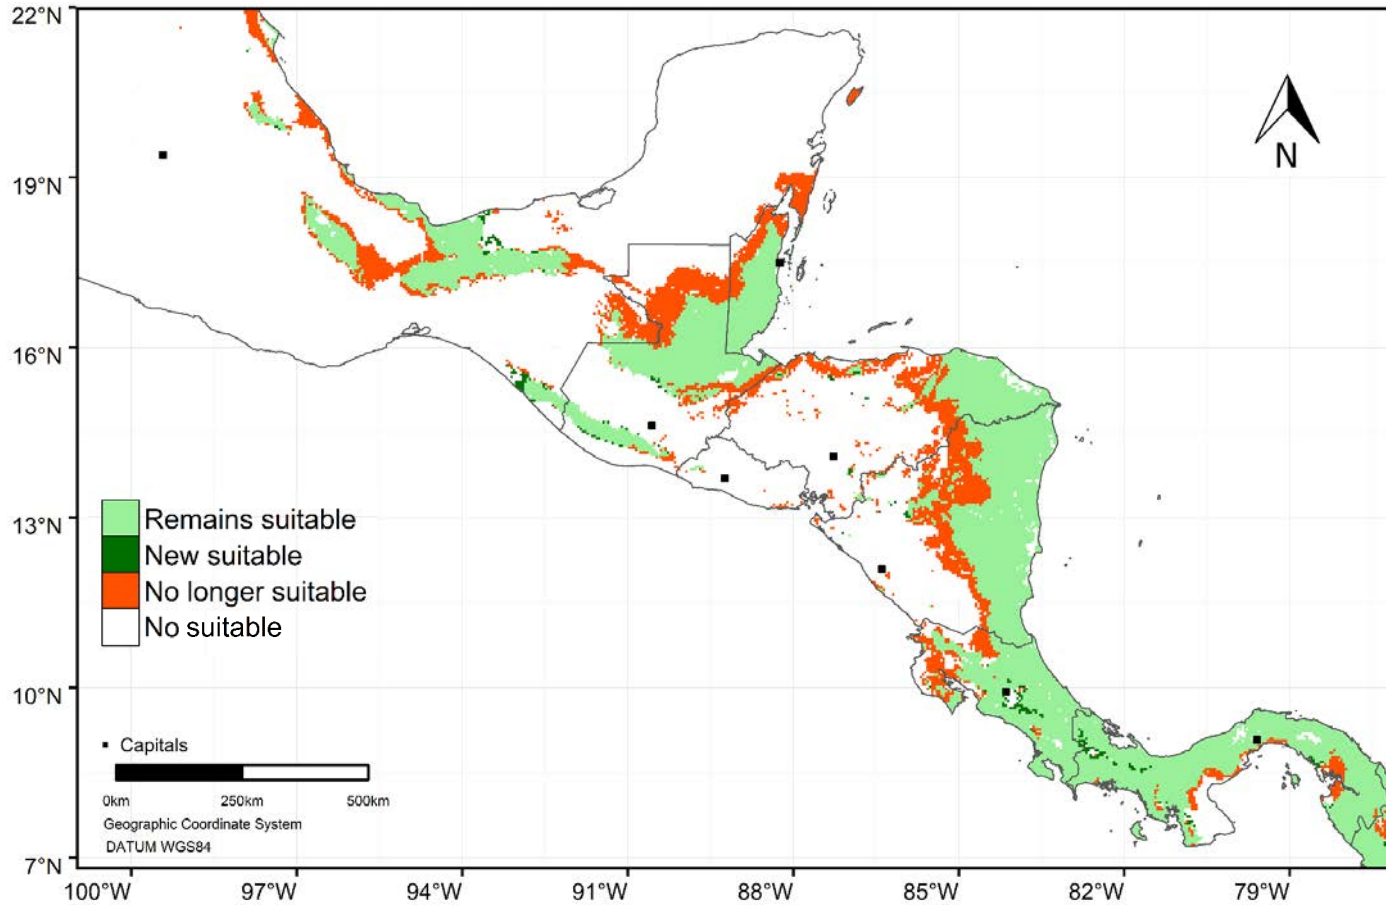 22°N
19°N
16°N
13°N
10°N
7°N
N
Remains suitable
New suitable
No longer suitable
No suitable
Capitals
0km 250km 500km
Geographic Coordinate System
DATUM WGS84
100°W 97°W 94°W 91°W 88°W 85°W 82°W 79°W